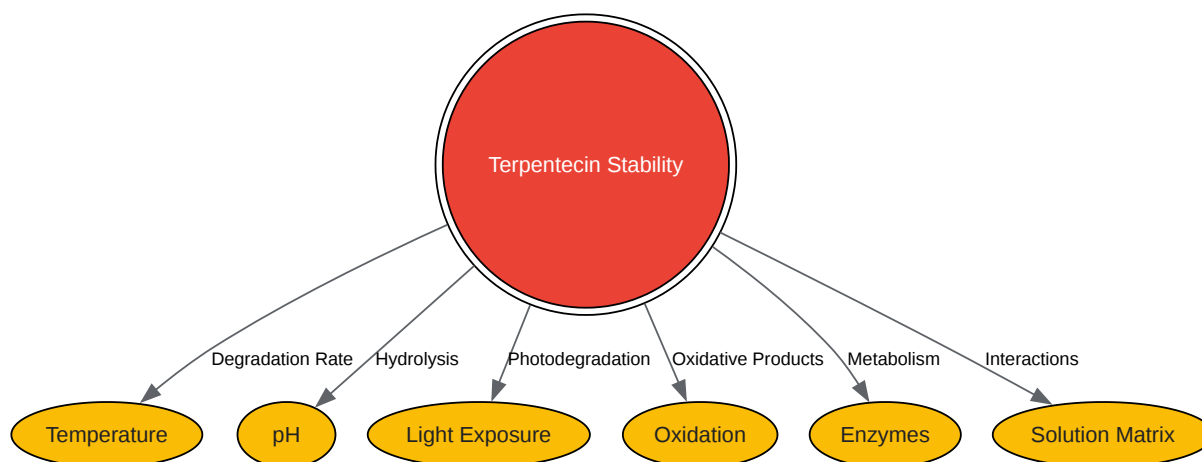 Terpentecin Stability
Degradation Rate
Hydrolysis
Photodegradation
Oxidative Products
Metabolism
Interactions
Temperature
pH
Light Exposure
Oxidation
Enzymes
Solution Matrix